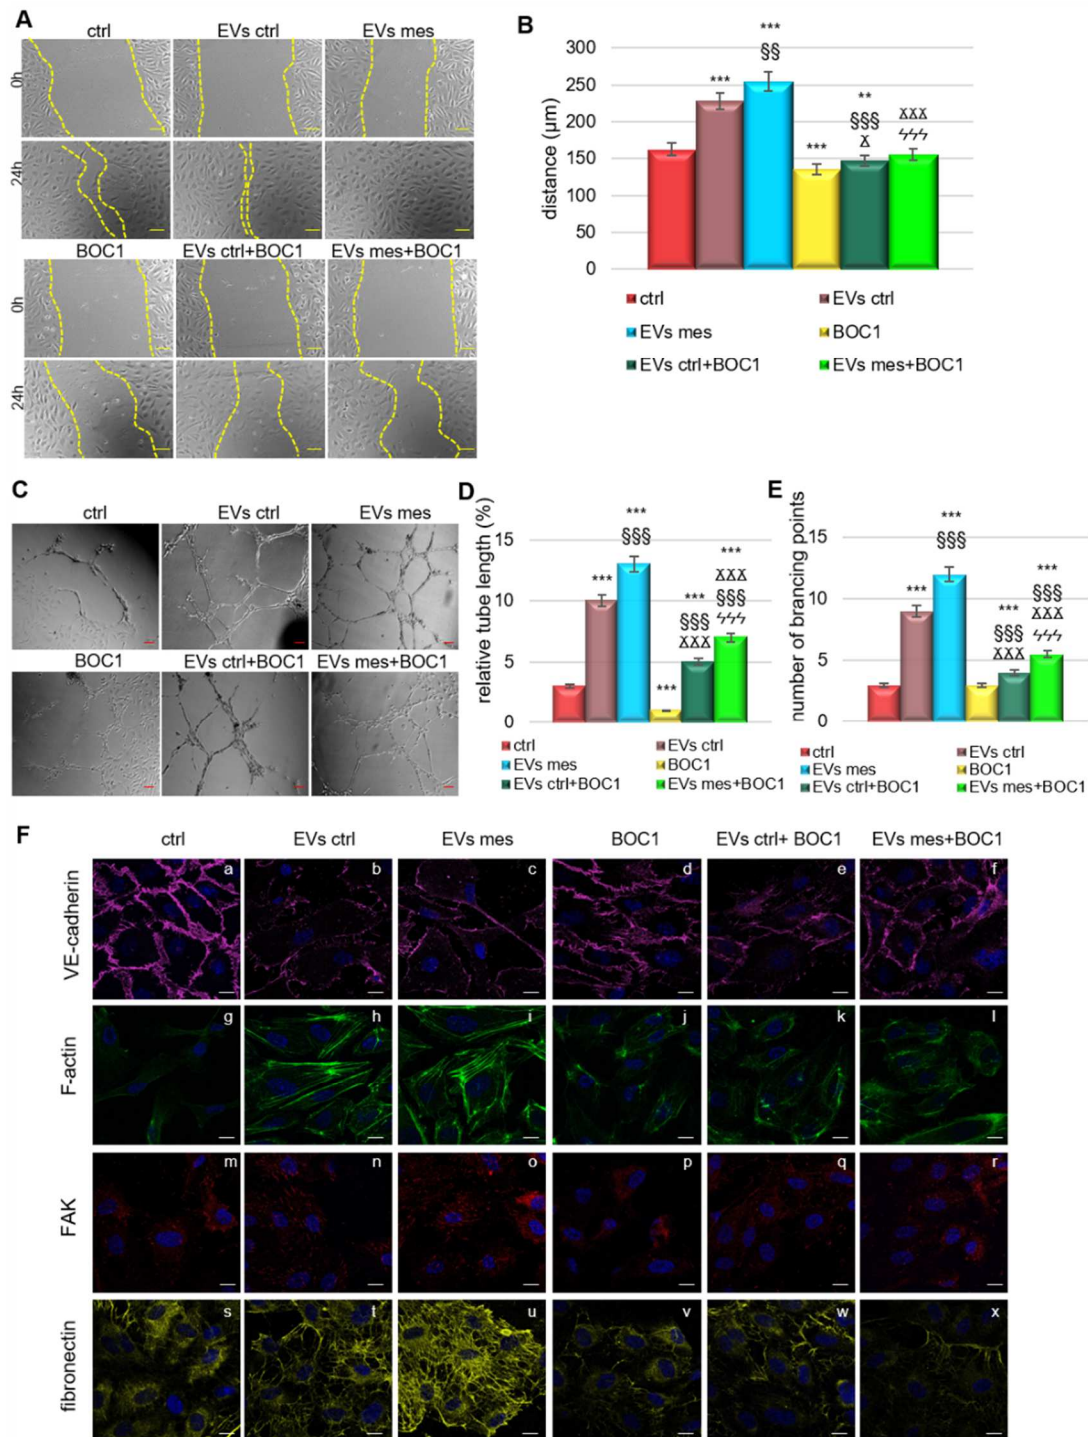 A
ctrl EVs ctrl EVs mes
0h
24h
BOC1 EVs ctrl+BOC1 EVs mes+BOC1
0h
24h
B
distance (µm)
300
250
200
150
100
50
0
***
***
§§
***
**
§§§
χ
χχχ
ϟϟϟ
ctrl EVs ctrl
EVs mes BOC1
EVs ctrl+BOC1 EVs mes+BOC1
C
ctrl EVs ctrl EVs mes
BOC1 EVs ctrl+BOC1 EVs mes+BOC1
D
relative tube length (%)
15
10
5
0
***
***
§§§
***
***
§§§
χχχ
***
χχχ
§§§
ϟϟϟ
ctrl EVs ctrl
EVs mes BOC1
EVs ctrl+BOC1 EVs mes+BOC1
E
number of brancing points
15
10
5
0
***
***
§§§
***
§§§
χχχ
***
§§§
χχχ
ϟϟϟ
ctrl EVs ctrl
EVs mes BOC1
EVs ctrl+BOC1 EVs mes+BOC1
F
ctrl EVs ctrl EVs mes BOC1 EVs ctrl+ BOC1 EVs mes+BOC1
VE-cadherin
a b c d e f
F-actin
g h i j k l
FAK
m n o p q r
fibronectin
s t u v w x